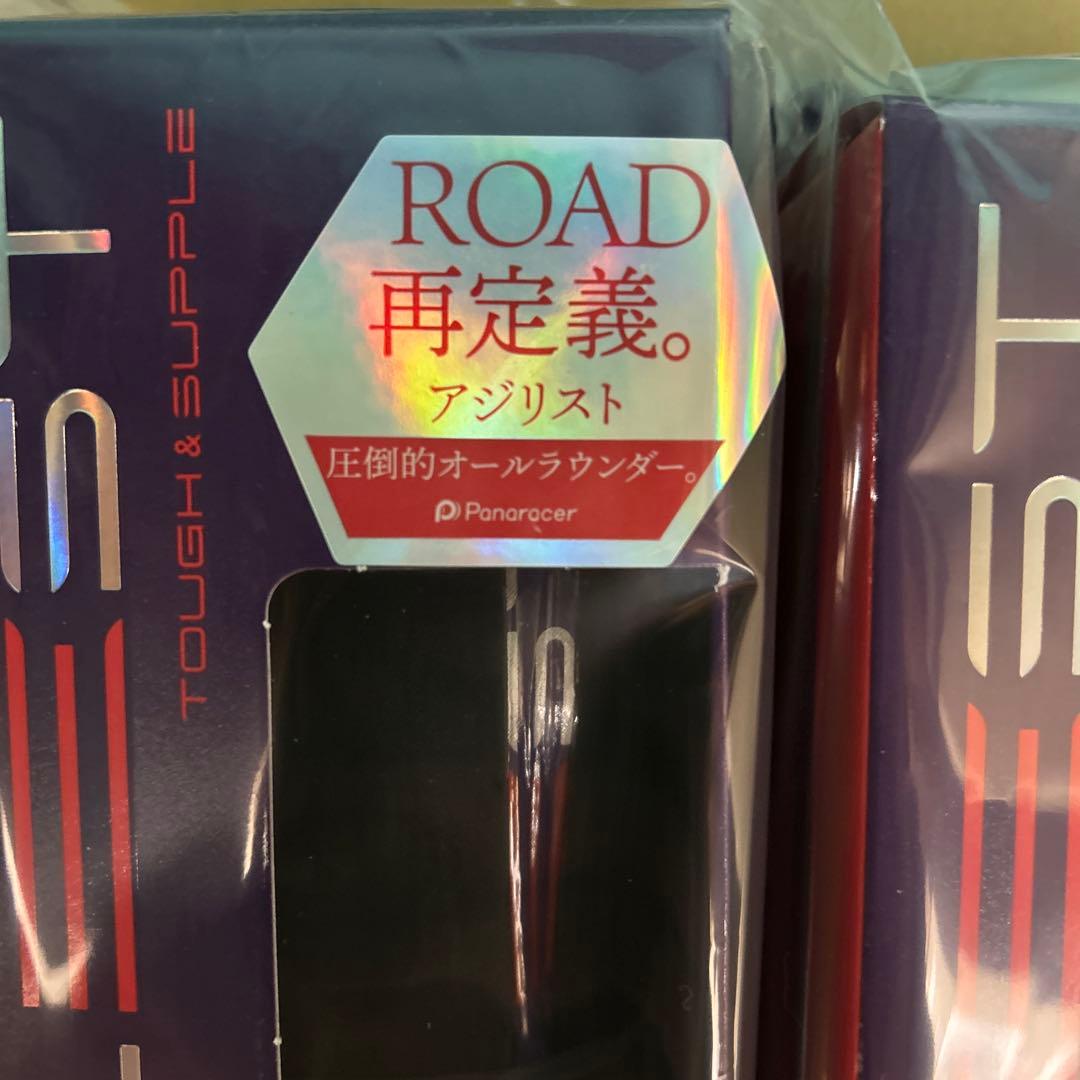 TOUGH & SUPPLE
ROAD
再定義。
アジリスト
圧倒的オールラウンダー。
Panaracer